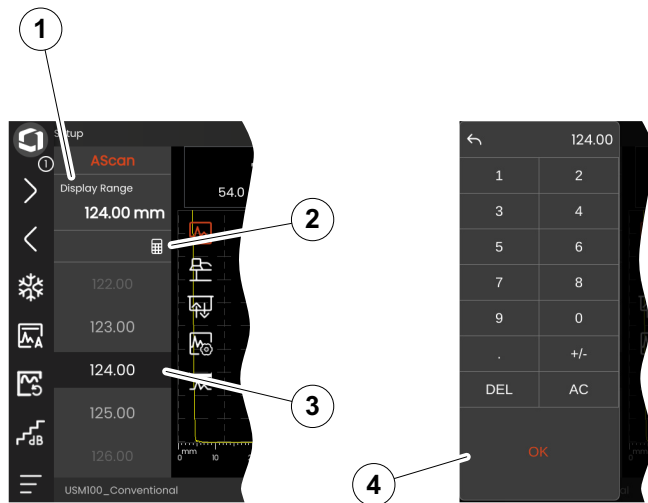 1
Setup
1
AScan
Display Range
124.00 mm
54.0
2
122.00
123.00
124.00
3
125.00
126.00
A
dB
mm
10
USM100_Conventional
124.00
1 2
3 4
5 6
7 8
9 0
. +/-
DEL AC
OK
4